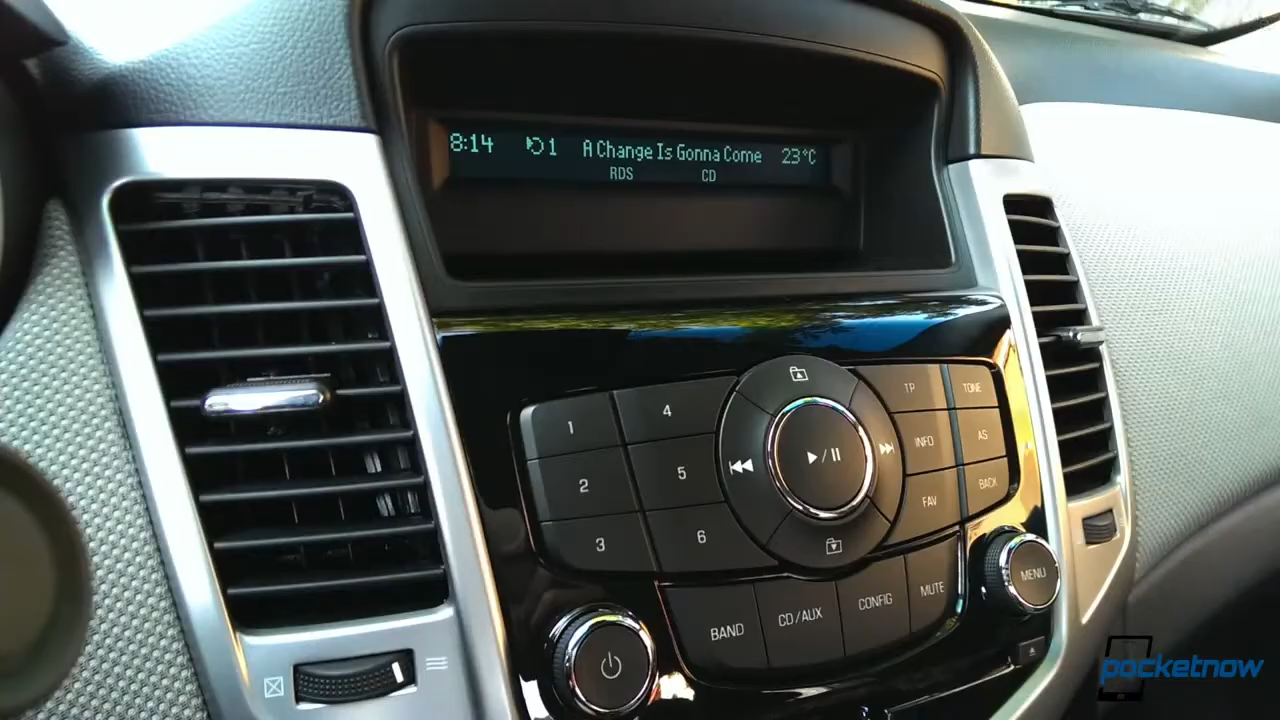 8:14 1 A Change Is Gonna Come 23°C
RDS CD
1 4 TP TONE
2 5 INFO AS
3 6 FAV BACK
BAND CD/AUX CONFIG MUTE MENU
pocketnow